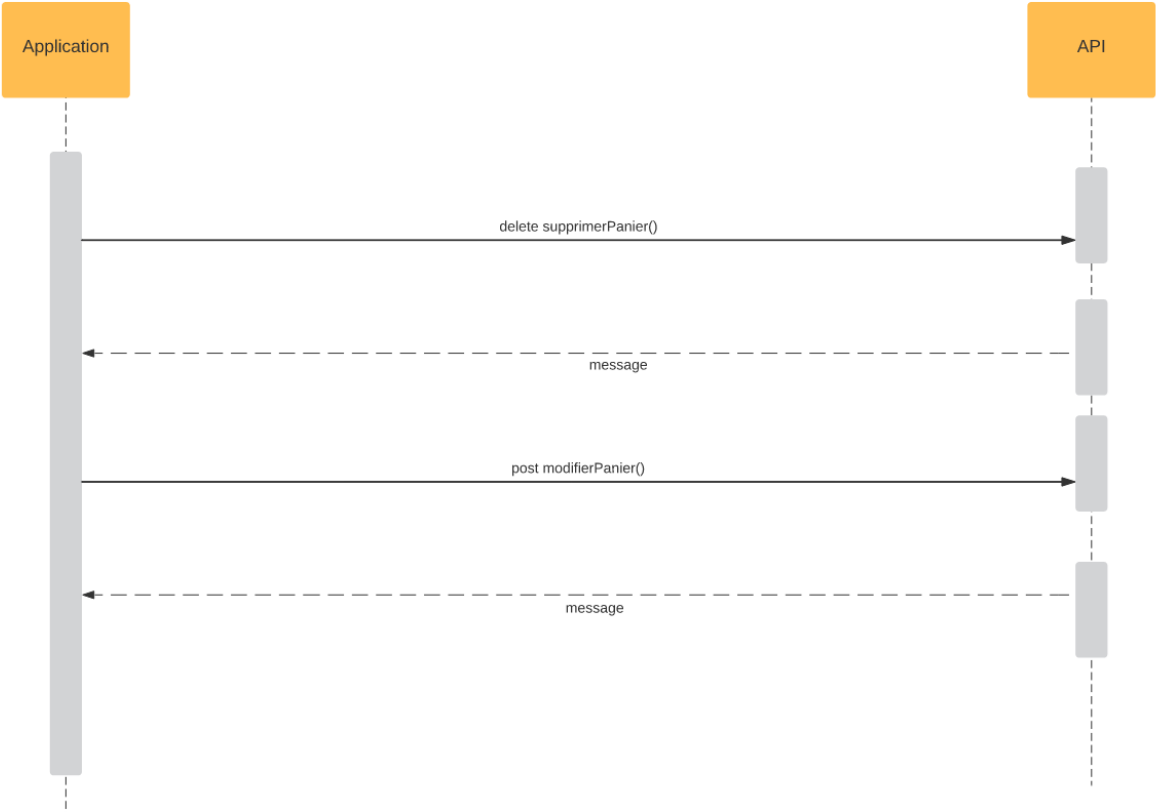 Application
API
delete supprimerPanier()
message
post modifierPanier()
message